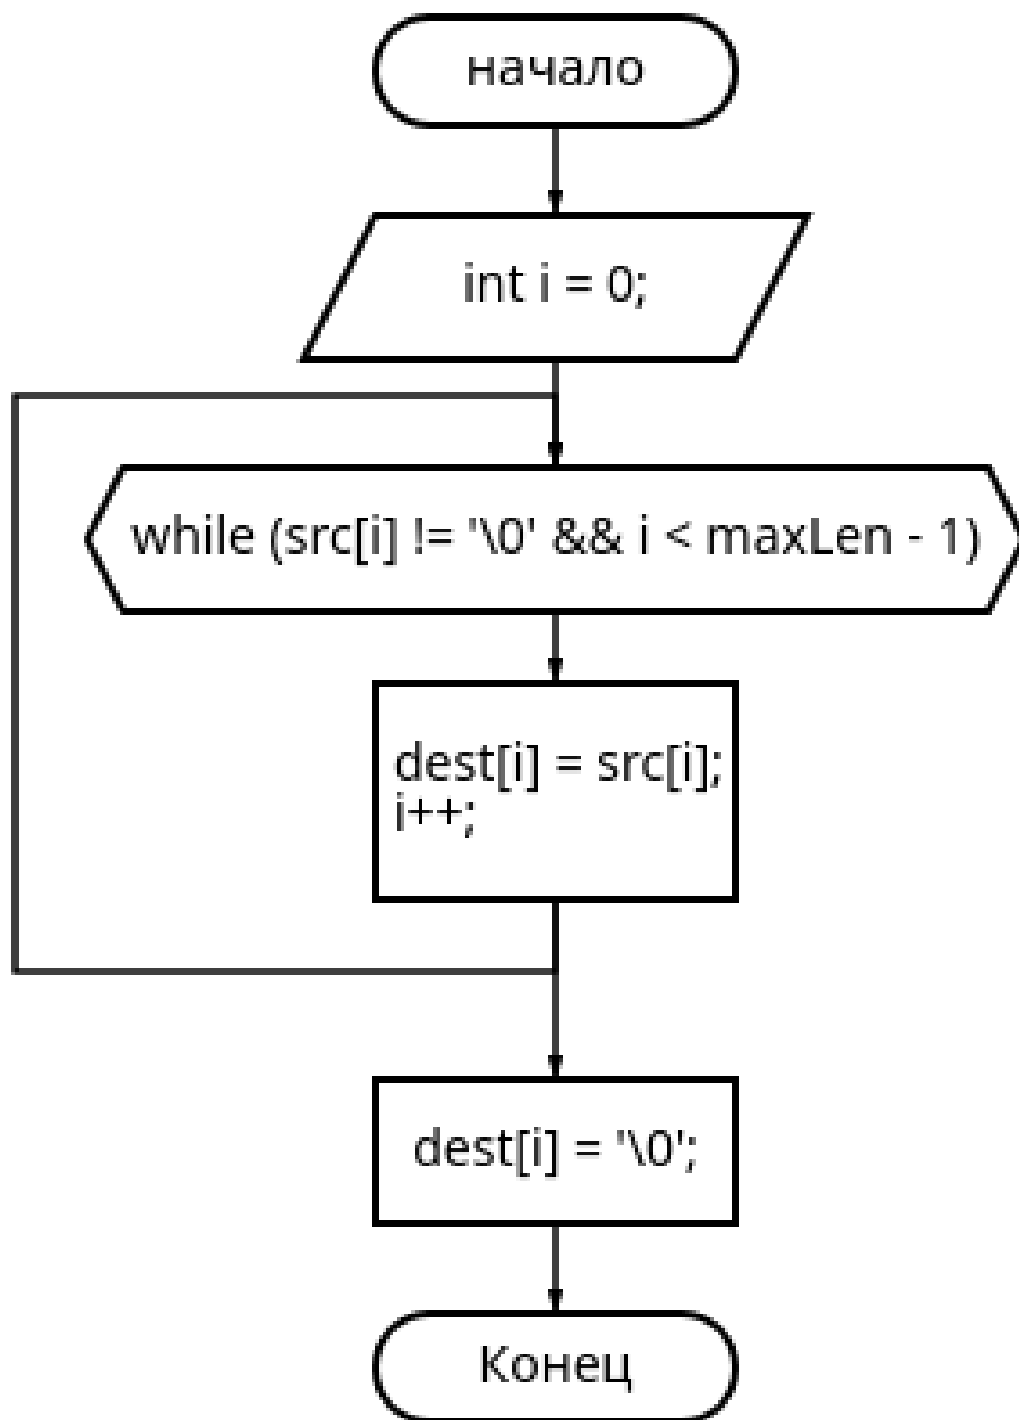 начало
int i = 0;
while (src[i] != '\0' && i < maxLen - 1)
dest[i] = src[i];
i++;
dest[i] = '\0';
Конец